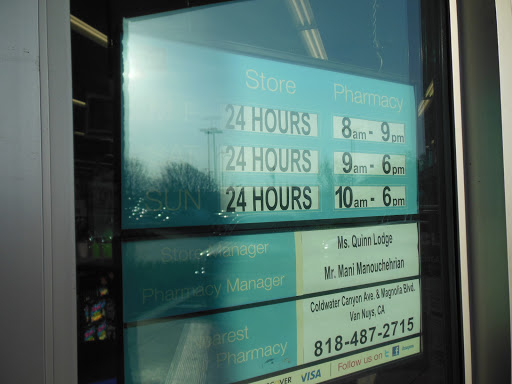 Store Pharmacy
24 HOURS 8am - 9pm
24 HOURS 9am - 6pm
SUN 24 HOURS 10am - 6pm
Store Manager Ms. Quinn Lodge
Pharmacy Manager Mr. Mani Manouchehrian
Coldwater Canyon Ave. & Magnolia Blvd.
Van Nuys, CA
Nearest
Pharmacy 818-487-2715
VER VISA Follow us on